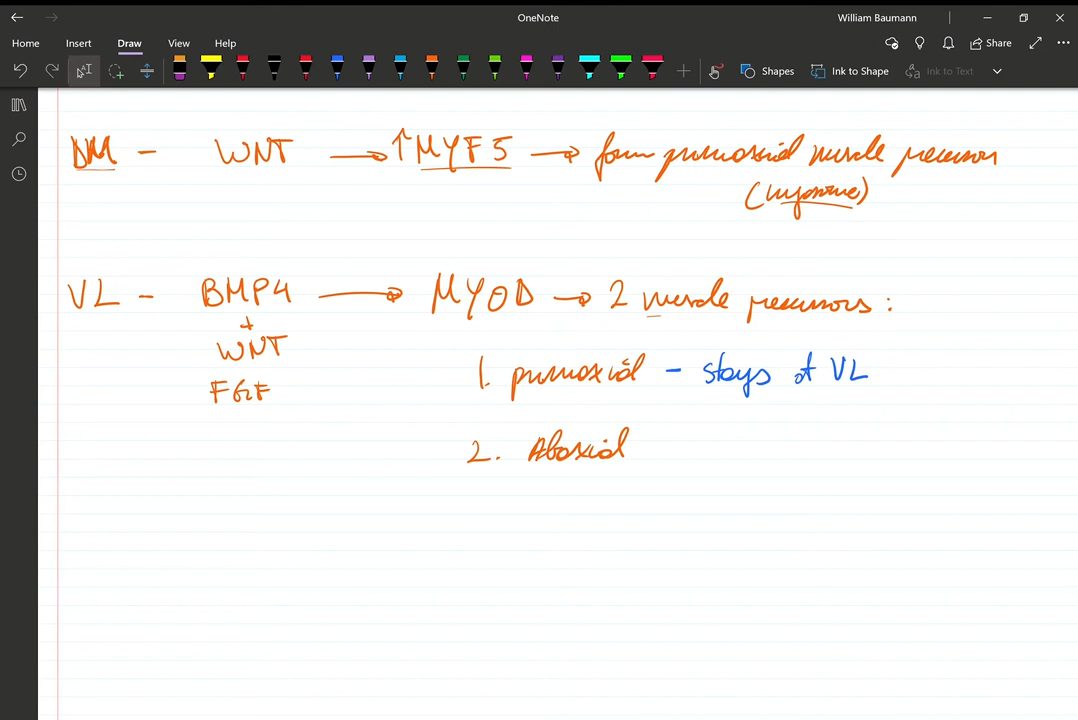 OneNote
William Baumann
Home Insert Draw View Help
Share
Shapes
Ink to Shape
Ink to Text
DM - WNT → ↑ MYF5 → form primaxial muscle precursor
(myotome)
VL - BMP4 → MYOD → 2 muscle precursors:
+
WNT
FGF
1. primaxial - stays at VL
2. Abaxial